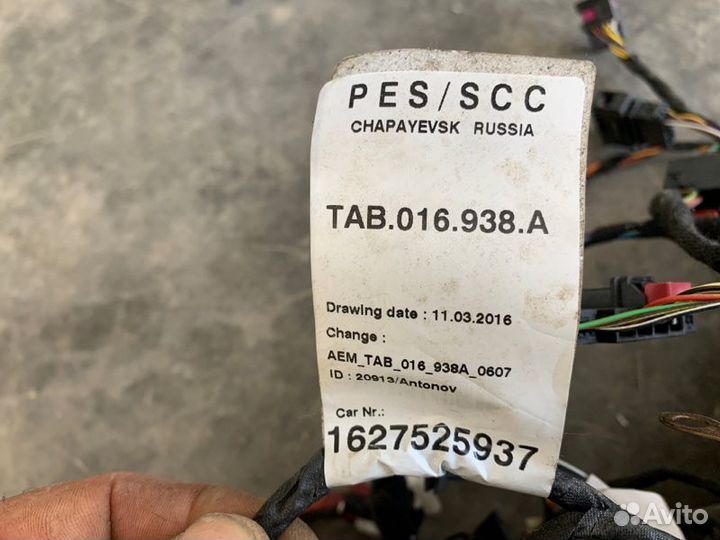 PES/SCC
CHAPAYEVSK RUSSIA
TAB.016.938.A
Drawing date : 11.03.2016
Change :
AEM_TAB_016_938A_0607
ID : 20913/Antonov
Car Nr.:
1627525937
Avito